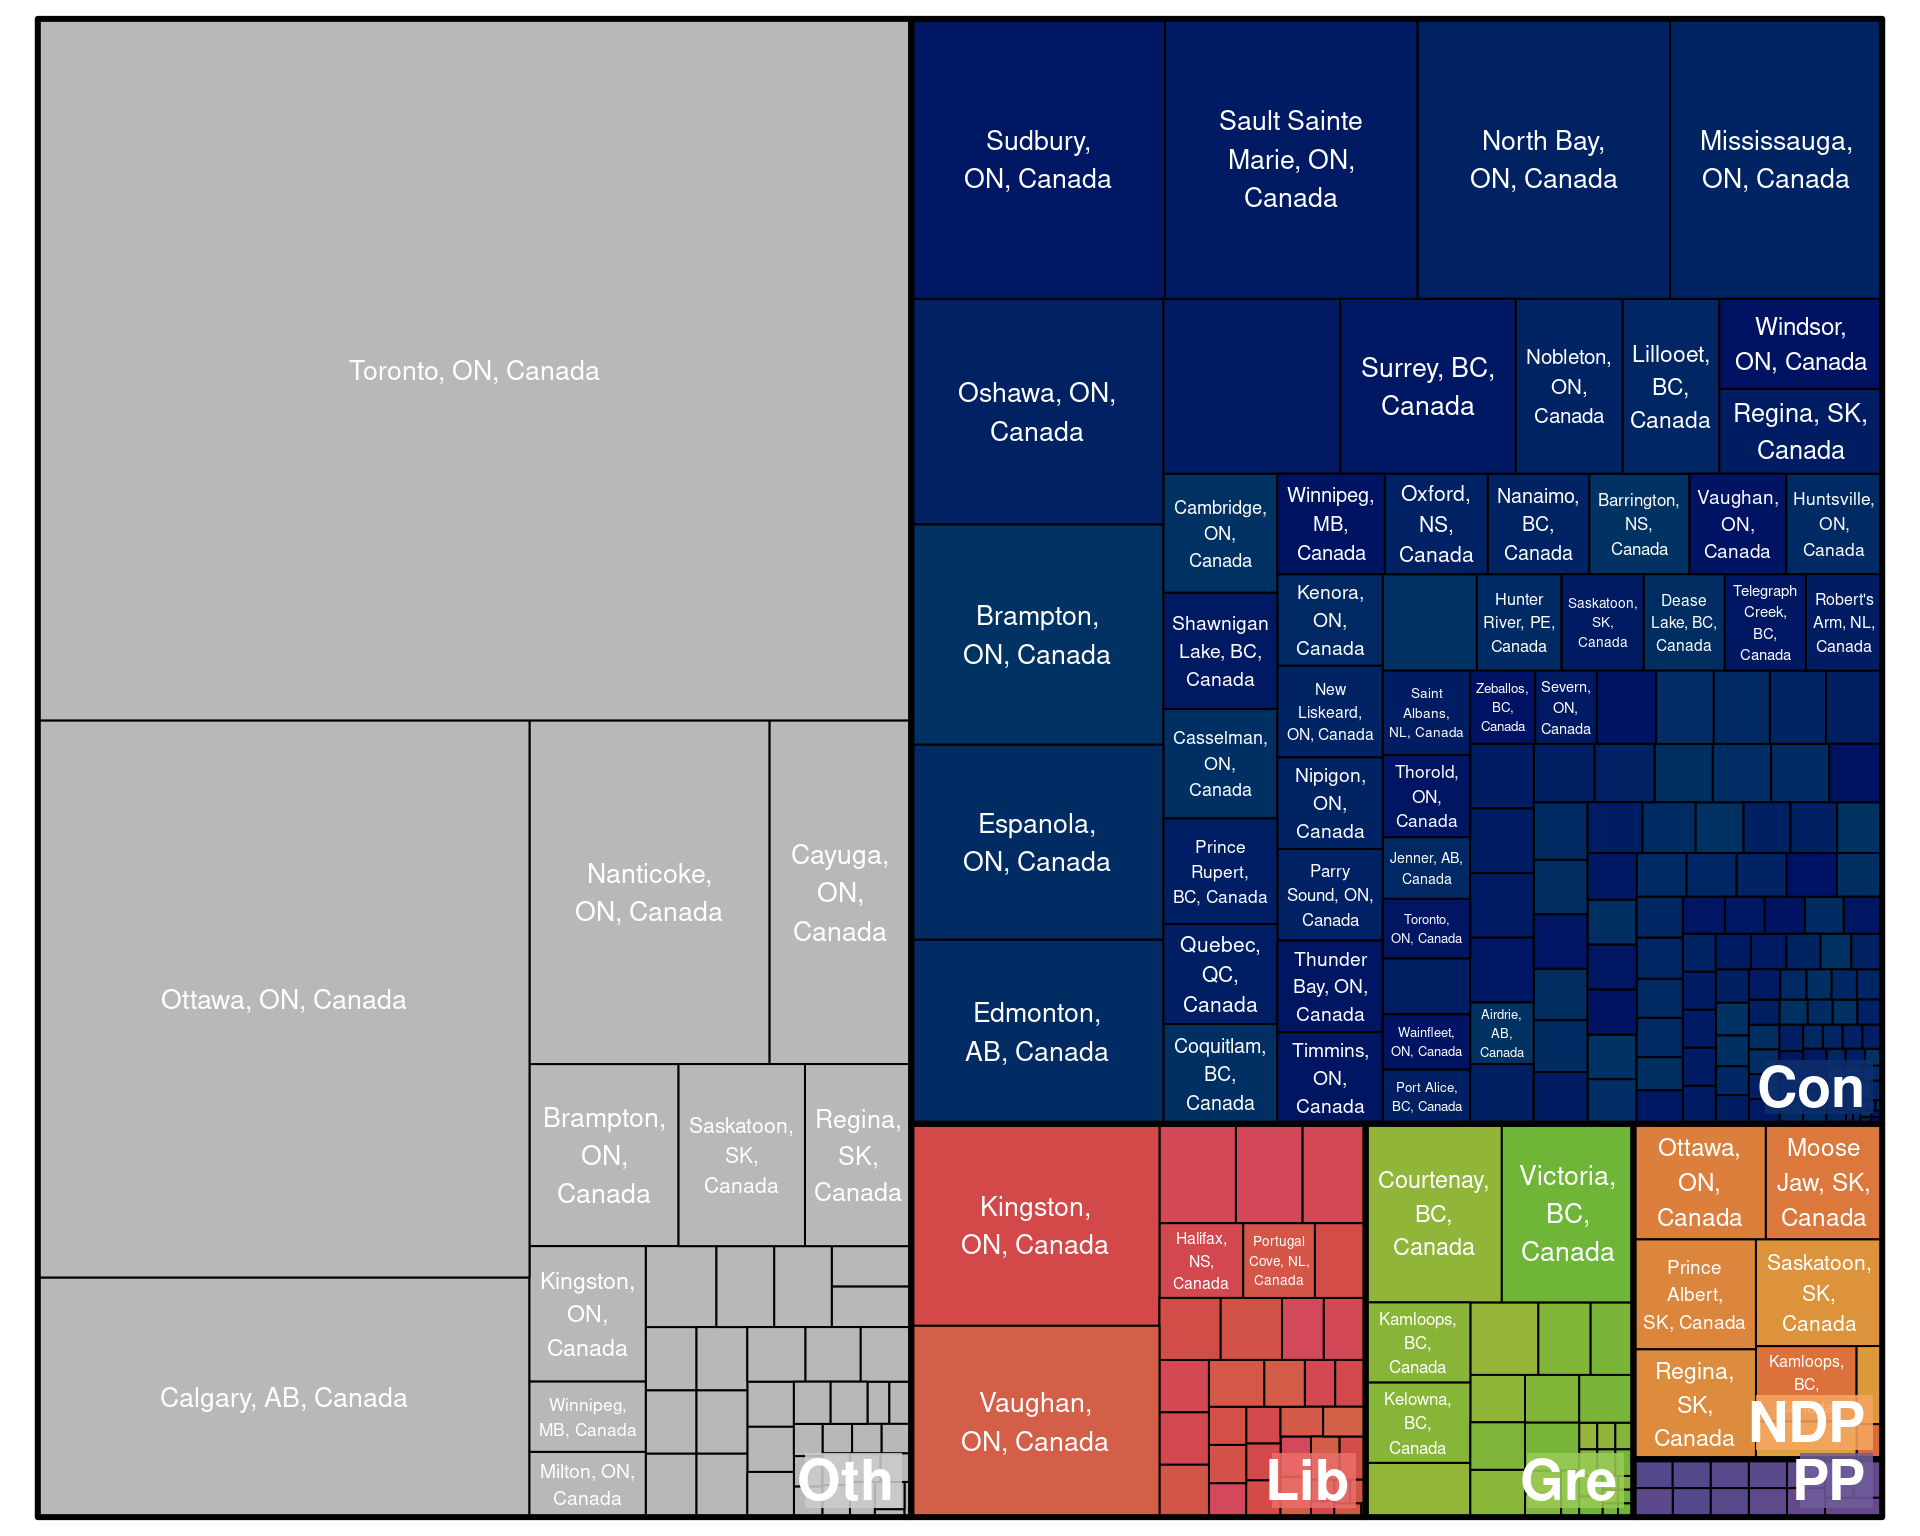 Toronto, ON, Canada
Ottawa, ON, Canada
Calgary, AB, Canada
Nanticoke,
ON, Canada
Cayuga,
ON,
Canada
Brampton,
ON,
Canada
Saskatoon,
SK,
Canada
Regina,
SK,
Canada
Kingston,
ON,
Canada
Winnipeg,
MB, Canada
Milton, ON,
Canada
Oth
Sudbury,
ON, Canada
Sault Sainte
Marie, ON,
Canada
North Bay,
ON, Canada
Mississauga,
ON, Canada
Oshawa, ON,
Canada
Brampton,
ON, Canada
Espanola,
ON, Canada
Edmonton,
AB, Canada
Surrey, BC,
Canada
Nobleton,
ON,
Canada
Lillooet,
BC,
Canada
Windsor,
ON, Canada
Regina, SK,
Canada
Cambridge,
ON,
Canada
Shawnigan
Lake, BC,
Canada
Casselman,
ON,
Canada
Prince
Rupert,
BC, Canada
Quebec,
QC,
Canada
Coquitlam,
BC,
Canada
Winnipeg,
MB,
Canada
Oxford,
NS,
Canada
Nanaimo,
BC,
Canada
Barrington,
NS,
Canada
Vaughan,
ON,
Canada
Huntsville,
ON,
Canada
Kenora,
ON,
Canada
New
Liskeard,
ON, Canada
Nipigon,
ON,
Canada
Parry
Sound, ON,
Canada
Thunder
Bay, ON,
Canada
Timmins,
ON,
Canada
Hunter
River, PE,
Canada
Saskatoon,
SK,
Canada
Dease
Lake, BC,
Canada
Telegraph
Creek,
BC,
Canada
Robert's
Arm, NL,
Canada
Saint
Albans,
NL, Canada
Zeballos,
BC,
Canada
Severn,
ON,
Canada
Thorold,
ON,
Canada
Jenner, AB,
Canada
Toronto,
ON, Canada
Wainfleet,
ON, Canada
Port Alice,
BC, Canada
Airdrie,
AB,
Canada
Con
Kingston,
ON, Canada
Vaughan,
ON, Canada
Halifax,
NS,
Canada
Portugal
Cove, NL,
Canada
Lib
Courtenay,
BC,
Canada
Victoria,
BC,
Canada
Kamloops,
BC,
Canada
Kelowna,
BC,
Canada
Gre
Ottawa,
ON,
Canada
Moose
Jaw, SK,
Canada
Prince
Albert,
SK, Canada
Saskatoon,
SK,
Canada
Regina,
SK,
Canada
Kamloops,
BC,
NDP
PP